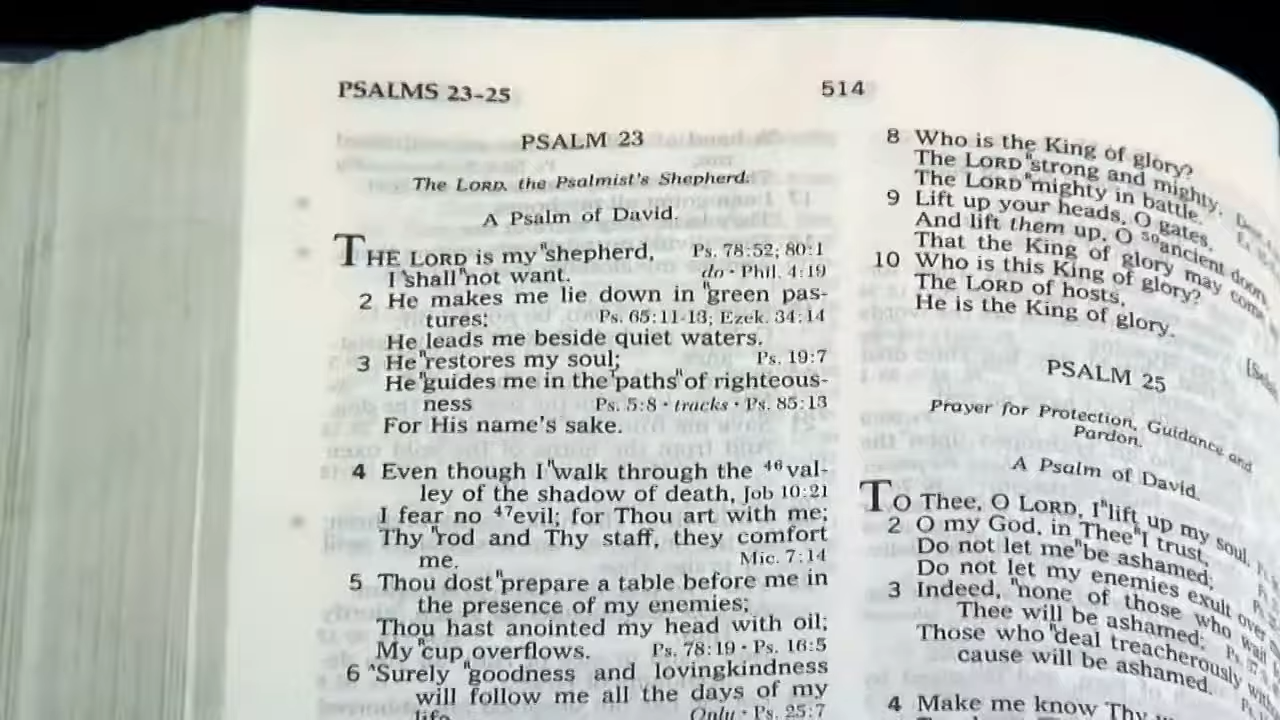 PSALMS 23-25
514
PSALM 23
The LORD, the Psalmist's Shepherd.
A Psalm of David.
THE LORD is my "shepherd, Ps. 78:52; 80:1
I "shall "not want. do · Phil. 4:19
2 He makes me lie down in "green pas-
tures; Ps. 65:11-13; Ezek. 34:14
He leads me beside quiet waters.
3 He "restores my soul; Ps. 19:7
He "guides me in the "paths "of righteous-
ness Ps. 5:8 · tracks · Ps. 85:13
For His name's sake.
4 Even though I "walk through the 46val-
ley of the shadow of death, Job 10:21
I fear no 47evil; for Thou art with me;
Thy "rod and Thy staff, they comfort
me. Mic. 7:14
5 Thou dost "prepare a table before me in
the presence of my enemies;
Thou hast anointed my head with oil;
My "cup overflows. Ps. 78:19 · Ps. 16:5
6 "Surely "goodness and lovingkindness
will follow me all the days of my
life, Only · Ps. 25:7
8 Who is the King of glory?
The LORD "strong and mighty,
The LORD "mighty in battle.
9 Lift up your heads, O gates,
And lift them up, O 50ancient doors,
That the King of glory may come
10 Who is this King of glory?
The LORD of hosts,
He is the King of glory.
PSALM 25
Prayer for Protection, Guidance and
Pardon.
A Psalm of David.
TO Thee, O LORD, I "lift up my soul.
2 O my God, in Thee "I trust,
Do not let me "be ashamed;
Do not let my enemies exult over
3 Indeed, "none of those who wait
Thee will be ashamed;
Those who "deal treacherously
cause will be ashamed.
4 Make me know Thy